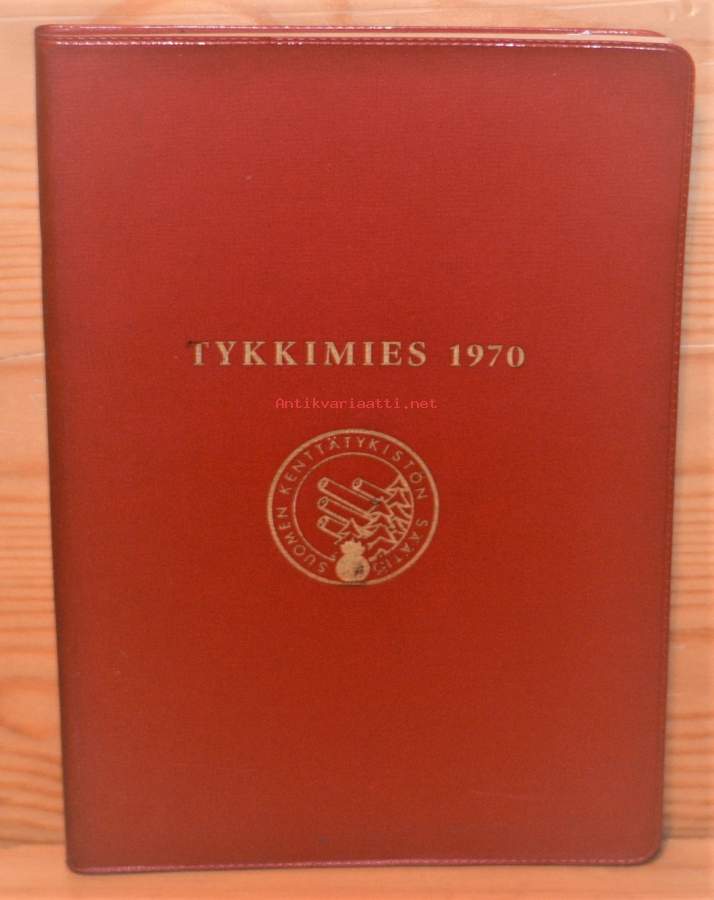 TYKKIMIES 1970
Antikvariaatti.net
SUOMEN KENTTÄTYKISTÖN SÄÄTIÖ